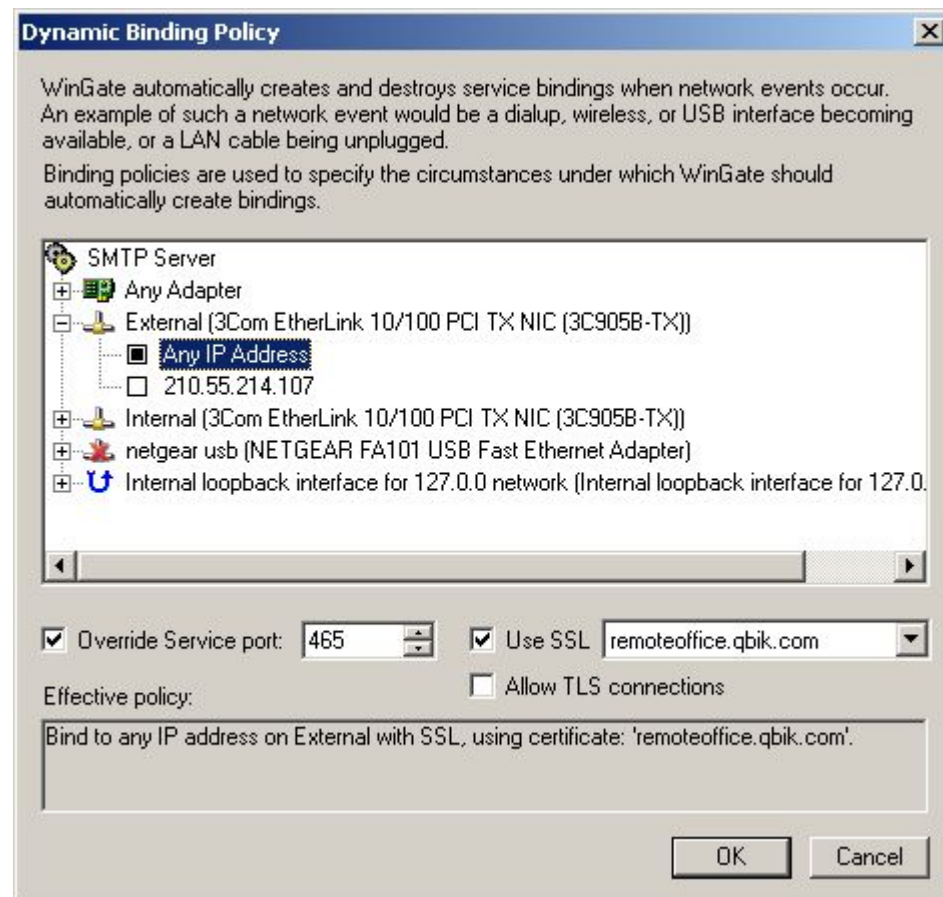 Dynamic Binding Policy
WinGate automatically creates and destroys service bindings when network events occur.
An example of such a network event would be a dialup, wireless, or USB interface becoming
available, or a LAN cable being unplugged.
Binding policies are used to specify the circumstances under which WinGate should
automatically create bindings.
SMTP Server
Any Adapter
External (3Com EtherLink 10/100 PCI TX NIC (3C905B-TX))
Any IP Address
210.55.214.107
Internal (3Com EtherLink 10/100 PCI TX NIC (3C905B-TX))
netgear usb (NETGEAR FA101 USB Fast Ethernet Adapter)
Internal loopback interface for 127.0.0 network (Internal loopback interface for 127.0.
Override Service port: 465 Use SSL remoteoffice.qbik.com
Allow TLS connections
Effective policy:
Bind to any IP address on External with SSL, using certificate: 'remoteoffice.qbik.com'.
OK Cancel